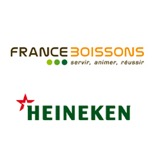 FRANCE BOISSONS
servir, animer, réussir
HEINEKEN